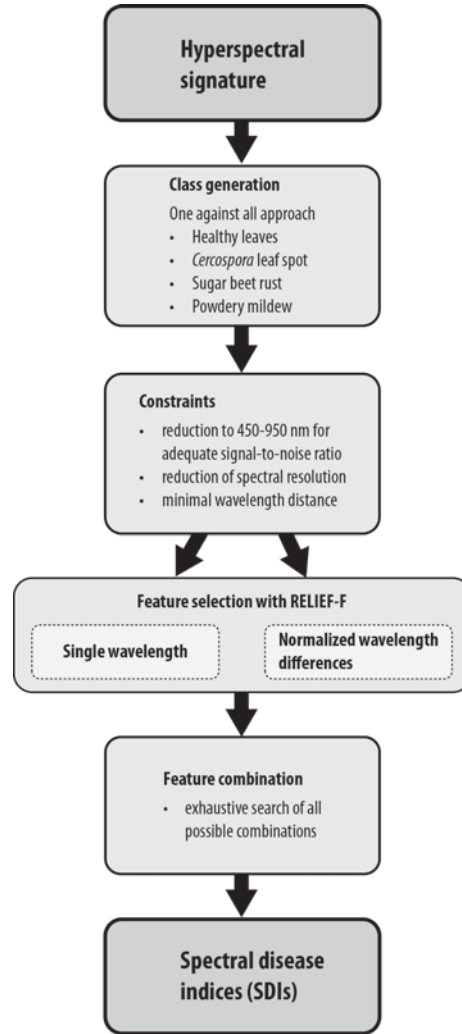 Hyperspectral
signature
Class generation
One against all approach
• Healthy leaves
• Cercospora leaf spot
• Sugar beet rust
• Powdery mildew
Constraints
• reduction to 450-950 nm for
adequate signal-to-noise ratio
• reduction of spectral resolution
• minimal wavelength distance
Feature selection with RELIEF-F
Single wavelength
Normalized wavelength
differences
Feature combination
• exhaustive search of all
possible combinations
Spectral disease
indices (SDIs)